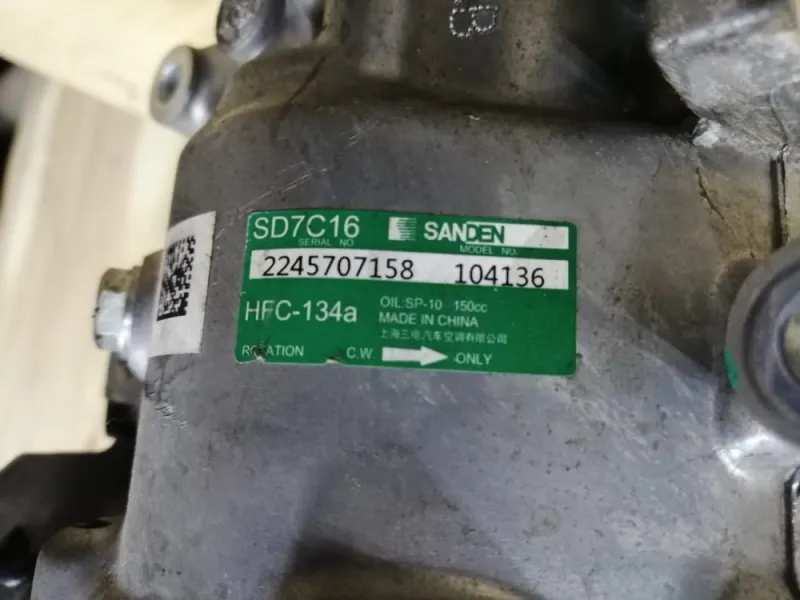 SD7C16 SANDEN
SERIAL NO. MODEL NO.
2245707158 104136
HFC-134a OIL:SP-10 150cc
MADE IN CHINA
上海三电汽车空调有限公司
ROTATION C.W. ONLY